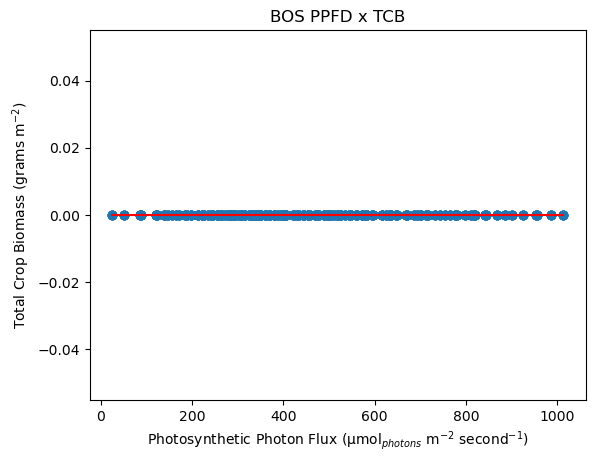 BOS PPFD x TCB
0.04
0.02
0.00
−0.02
−0.04
Total Crop Biomass (grams m⁻²)
0 200 400 600 800 1000
Photosynthetic Photon Flux (μmolₚₕₒₜₒₙₛ m⁻² second⁻¹)